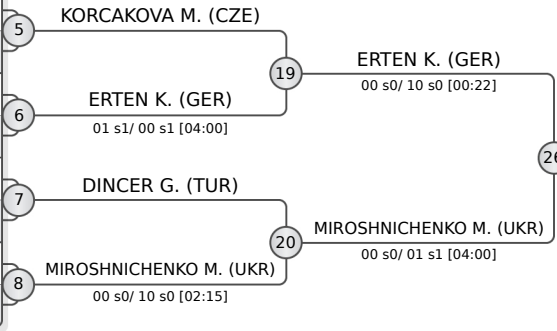 KORCAKOVA M. (CZE)
5
19
ERTEN K. (GER)
00 s0/ 10 s0 [00:22]
ERTEN K. (GER)
6
01 s1/ 00 s1 [04:00]
26
DINCER G. (TUR)
7
20
MIROSHNICHENKO M. (UKR)
00 s0/ 01 s1 [04:00]
MIROSHNICHENKO M. (UKR)
8
00 s0/ 10 s0 [02:15]